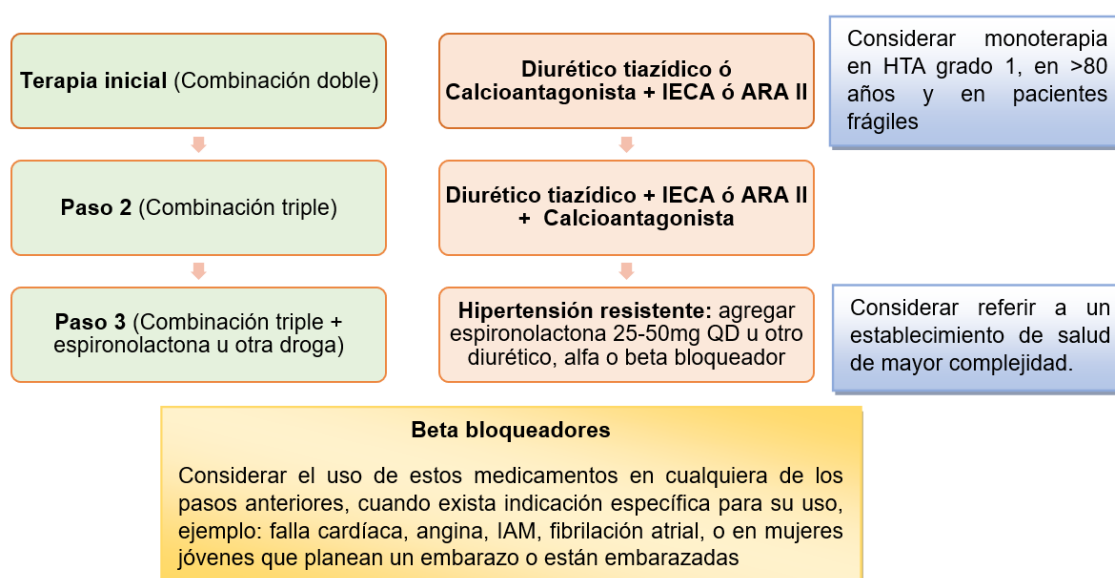 Terapia inicial (Combinación doble)
Diurético tiazídico ó
Calcioantagonista + IECA ó ARA II
Considerar monoterapia
en HTA grado 1, en >80
años y en pacientes
frágiles
Paso 2 (Combinación triple)
Diurético tiazídico + IECA ó ARA II
+ Calcioantagonista
Paso 3 (Combinación triple +
espironolactona u otra droga)
Hipertensión resistente: agregar
espironolactona 25-50mg QD u otro
diurético, alfa o beta bloqueador
Considerar referir a un
establecimiento de salud
de mayor complejidad.
Beta bloqueadores
Considerar el uso de estos medicamentos en cualquiera de los
pasos anteriores, cuando exista indicación específica para su uso,
ejemplo: falla cardíaca, angina, IAM, fibrilación atrial, o en mujeres
jóvenes que planean un embarazo o están embarazadas